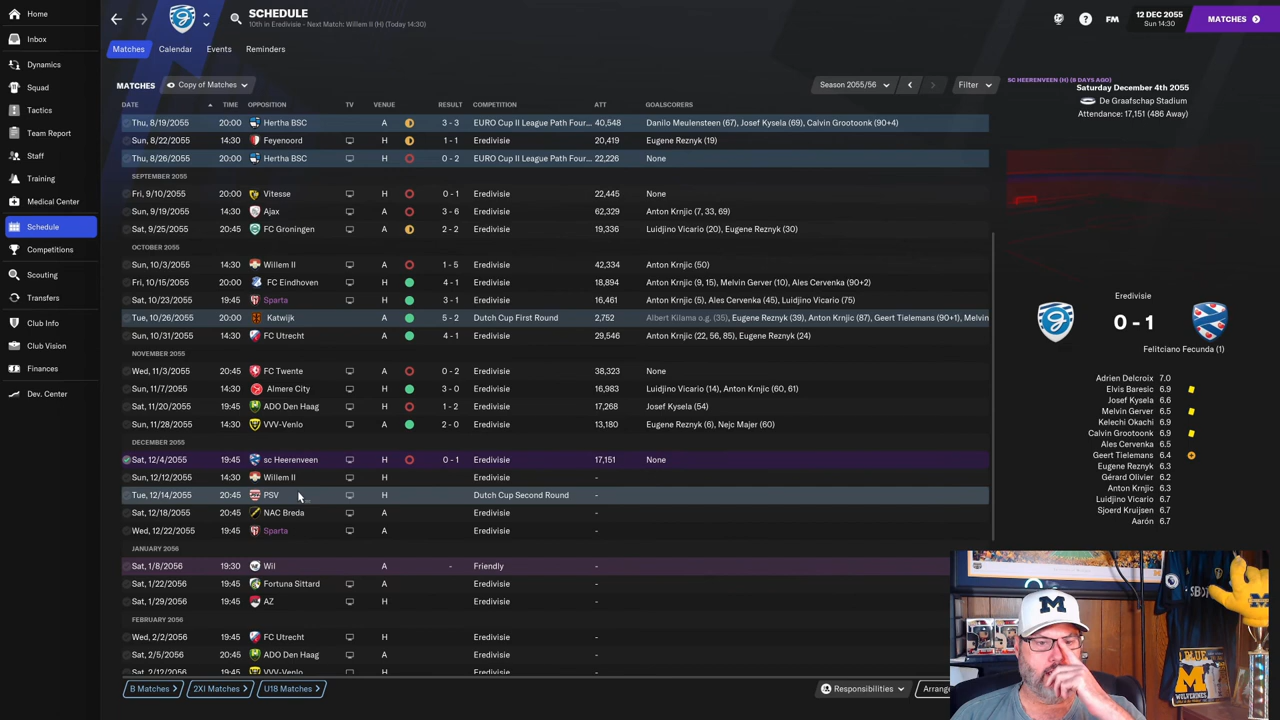 Home
Inbox
Dynamics
Squad
Tactics
Team Report
Staff
Training
Medical Center
Schedule
Competitions
Scouting
Transfers
Club Info
Club Vision
Finances
Dev. Center
SCHEDULE
10th in Eredivisie - Next Match: Willem II (H) (Today 14:30)
FM
12 DEC 2055
Sun 14:30
MATCHES
Matches Calendar Events Reminders
MATCHES Copy of Matches Season 2055/56 Filter
DATE TIME OPPOSITION TV VENUE RESULT COMPETITION ATT GOALSCORERS
Thu, 8/19/2055 20:00 Hertha BSC A 3 - 3 EURO Cup II League Path Four... 40,548 Danilo Meulensteen (67), Josef Kysela (69), Calvin Grootoonk (90+4)
Sun, 8/22/2055 14:30 Feyenoord H 1 - 1 Eredivisie 20,419 Eugene Reznyk (19)
Thu, 8/26/2055 20:00 Hertha BSC H 0 - 2 EURO Cup II League Path Four... 22,226 None
SEPTEMBER 2055
Fri, 9/10/2055 20:00 Vitesse H 0 - 1 Eredivisie 22,445 None
Sun, 9/19/2055 14:30 Ajax A 3 - 6 Eredivisie 62,329 Anton Krnjic (7, 33, 69)
Sat, 9/25/2055 20:45 FC Groningen A 2 - 2 Eredivisie 19,336 Luidjino Vicario (20), Eugene Reznyk (30)
OCTOBER 2055
Sun, 10/3/2055 14:30 Willem II A 1 - 5 Eredivisie 42,334 Anton Krnjic (50)
Fri, 10/15/2055 20:00 FC Eindhoven H 4 - 1 Eredivisie 18,894 Anton Krnjic (9, 15), Melvin Gerver (10), Ales Cervenka (90+2)
Sat, 10/23/2055 19:45 Sparta H 3 - 1 Eredivisie 16,461 Anton Krnjic (5), Ales Cervenka (45), Luidjino Vicario (75)
Tue, 10/26/2055 20:00 Katwijk A 5 - 2 Dutch Cup First Round 2,752 Albert Kilama o.g. (35), Eugene Reznyk (39), Anton Krnjic (87), Geert Tielemans (90+1), Melvin
Sun, 10/31/2055 14:30 FC Utrecht A 4 - 1 Eredivisie 29,546 Anton Krnjic (22, 56, 85), Eugene Reznyk (24)
NOVEMBER 2055
Wed, 11/3/2055 20:45 FC Twente A 0 - 2 Eredivisie 38,323 None
Sun, 11/7/2055 14:30 Almere City H 3 - 0 Eredivisie 16,983 Luidjino Vicario (14), Anton Krnjic (60, 61)
Sat, 11/20/2055 19:45 ADO Den Haag H 1 - 2 Eredivisie 17,268 Josef Kysela (54)
Sun, 11/28/2055 14:30 VVV-Venlo A 2 - 0 Eredivisie 13,180 Eugene Reznyk (6), Nejc Majer (60)
DECEMBER 2055
Sat, 12/4/2055 19:45 sc Heerenveen H 0 - 1 Eredivisie 17,151 None
Sun, 12/12/2055 14:30 Willem II H Eredivisie -
Tue, 12/14/2055 20:45 PSV H Dutch Cup Second Round -
Sat, 12/18/2055 20:45 NAC Breda A Eredivisie -
Wed, 12/22/2055 19:45 Sparta A Eredivisie -
JANUARY 2056
Sat, 1/8/2056 19:30 Wil A - Friendly -
Sat, 1/22/2056 19:45 Fortuna Sittard A Eredivisie -
Sat, 1/29/2056 19:45 AZ H Eredivisie -
FEBRUARY 2056
Wed, 2/2/2056 19:45 FC Utrecht H Eredivisie -
Sat, 2/5/2056 19:45 ADO Den Haag A Eredivisie -
Sat, 2/12/2056 19:45 VVV-Venlo H Eredivisie -
B Matches 2XI Matches U18 Matches Responsibilities Arrange
SC HEERENVEEN (H) (8 DAYS AGO)
Saturday December 4th 2055
De Graafschap Stadium
Attendance: 17,151 (486 Away)
Eredivisie
0 - 1
Felitciano Fecunda (1)
Adrien Delcroix 7.0
Elvis Baresic 6.9
Josef Kysela 6.6
Melvin Gerver 6.5
Kelechi Okachi 6.9
Calvin Grootoonk 6.9
Ales Cervenka 6.5
Geert Tielemans 6.4
Eugene Reznyk 6.3
Gérard Olivier 6.2
Anton Krnjic 6.3
Luidjino Vicario 6.7
Sjoerd Kruijsen 6.7
Aarón 6.7
M
M
BLUE
WOLVERINES